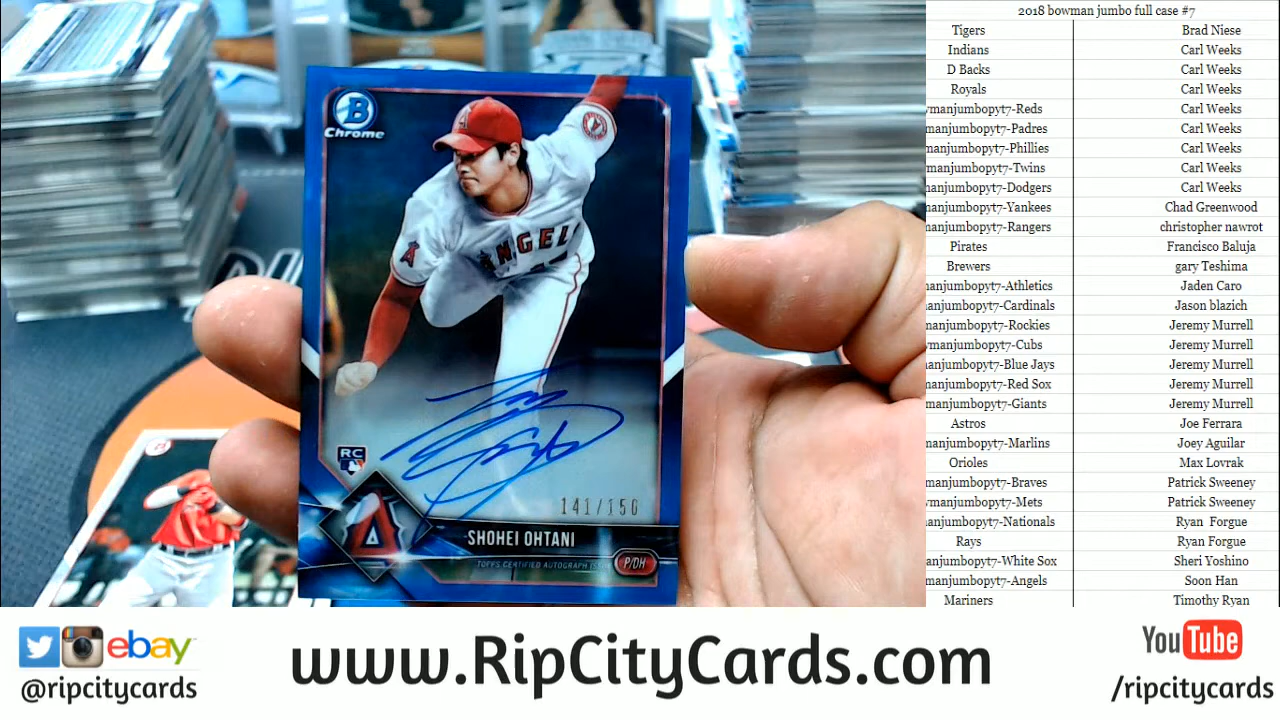 B
Chrome
A
ANGELS
A
RC
141/150
A
SHOHEI OHTANI
TOPPS CERTIFIED AUTOGRAPH ISSUE
P/DH
2018 bowman jumbo full case #7
Tigers Brad Niese
Indians Carl Weeks
D Backs Carl Weeks
Royals Carl Weeks
manjumbopyt7-Reds Carl Weeks
manjumbopyt7-Padres Carl Weeks
manjumbopyt7-Phillies Carl Weeks
manjumbopyt7-Twins Carl Weeks
manjumbopyt7-Dodgers Carl Weeks
manjumbopyt7-Yankees Chad Greenwood
manjumbopyt7-Rangers christopher nawrot
Pirates Francisco Baluja
Brewers gary Teshima
manjumbopyt7-Athletics Jaden Caro
manjumbopyt7-Cardinals Jason blazich
manjumbopyt7-Rockies Jeremy Murrell
manjumbopyt7-Cubs Jeremy Murrell
manjumbopyt7-Blue Jays Jeremy Murrell
manjumbopyt7-Red Sox Jeremy Murrell
manjumbopyt7-Giants Jeremy Murrell
Astros Joe Ferrara
manjumbopyt7-Marlins Joey Aguilar
Orioles Max Lovrak
manjumbopyt7-Braves Patrick Sweeney
manjumbopyt7-Mets Patrick Sweeney
manjumbopyt7-Nationals Ryan Forgue
Rays Ryan Forgue
manjumbopyt7-White Sox Sheri Yoshino
manjumbopyt7-Angels Soon Han
Mariners Timothy Ryan
ebay
@ripcitycards
www.RipCityCards.com
YouTube
/ripcitycards